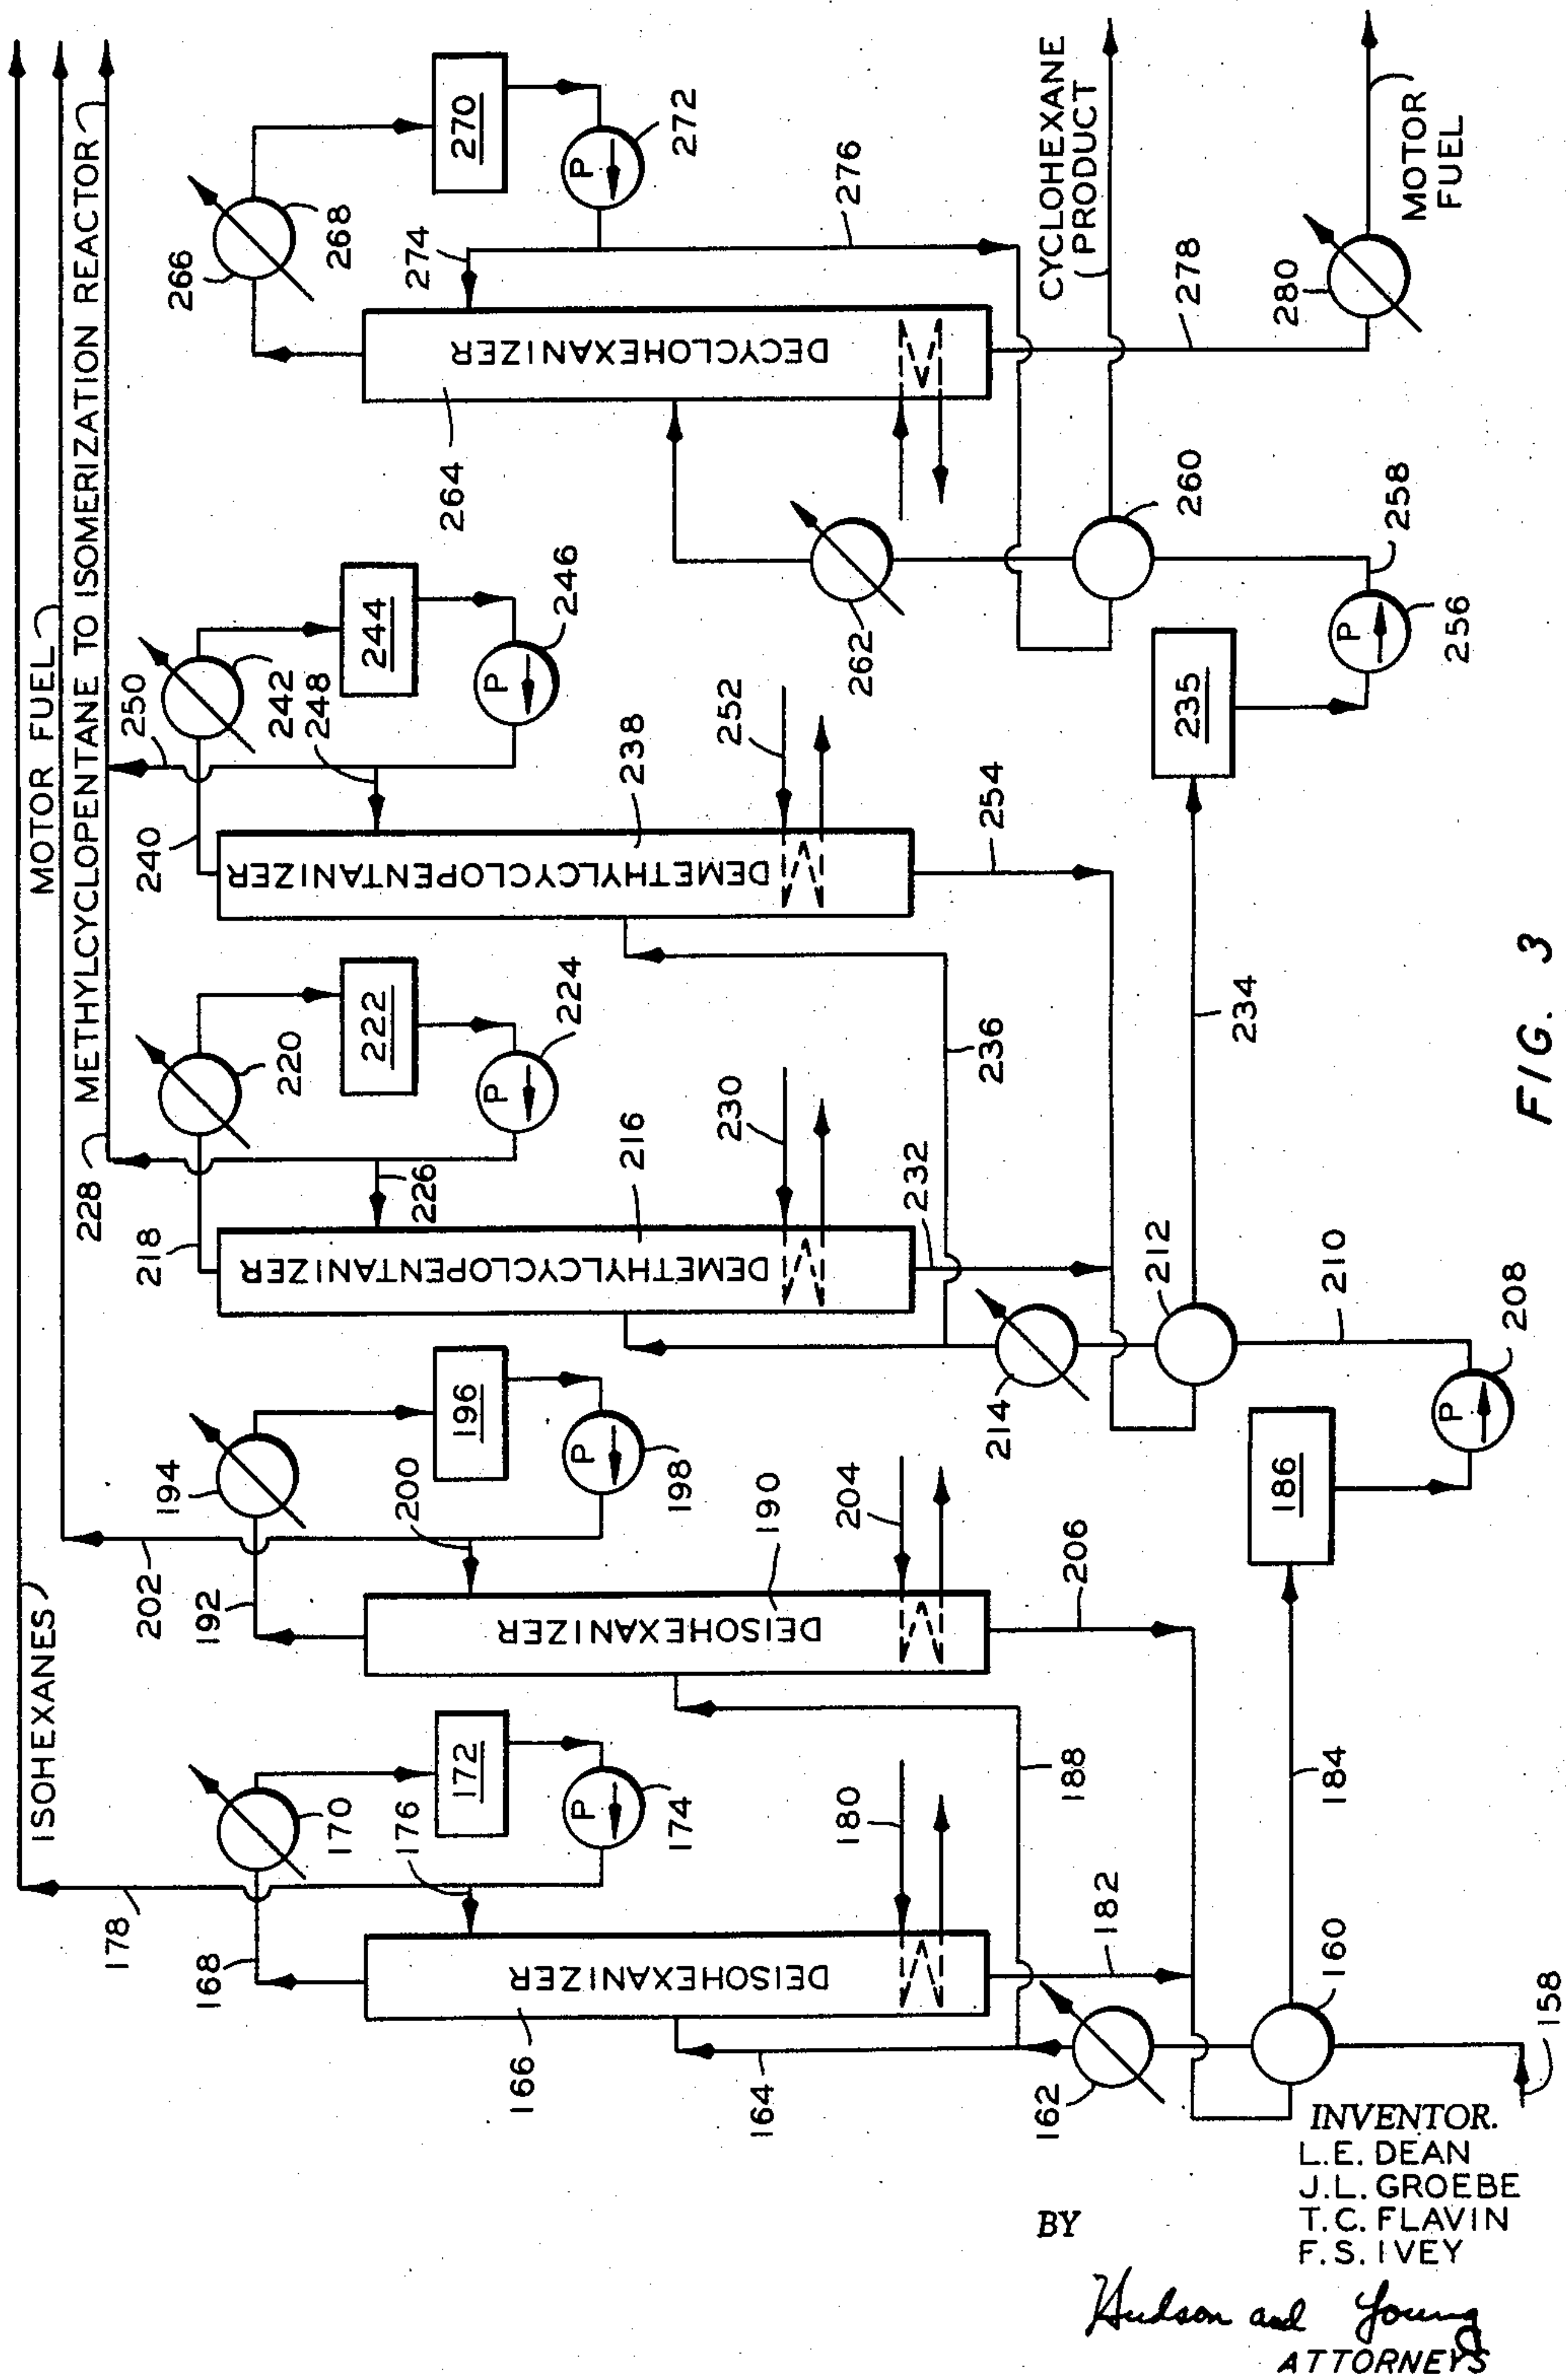 ISOHEXANES
MOTOR FUEL
METHYLCYCLOPENTANE TO ISOMERIZATION REACTOR
228
178
168
170
172
176
174
166
DEISOHEXANIZER
180
164
188
182
162
184
160
158
202
192
194
196
200
198
190
DEISOHEXANIZER
204
206
186
208
210
212
214
218
220
222
224
226
216
DEMETHYLCYCLOPENTANIZER
230
232
236
234
235
240
250
242
244
248
246
238
DEMETHYLCYCLOPENTANIZER
252
254
256
258
260
262
264
DECYCLOHEXANIZER
266
268
270
272
274
276
278
280
CYCLOHEXANE
PRODUCT
MOTOR
FUEL
P
P
P
P
P
P
P
FIG. 3
INVENTOR.
L.E. DEAN
J.L. GROEBE
T.C. FLAVIN
F.S. IVEY
BY
Hudson and Young
ATTORNEYS